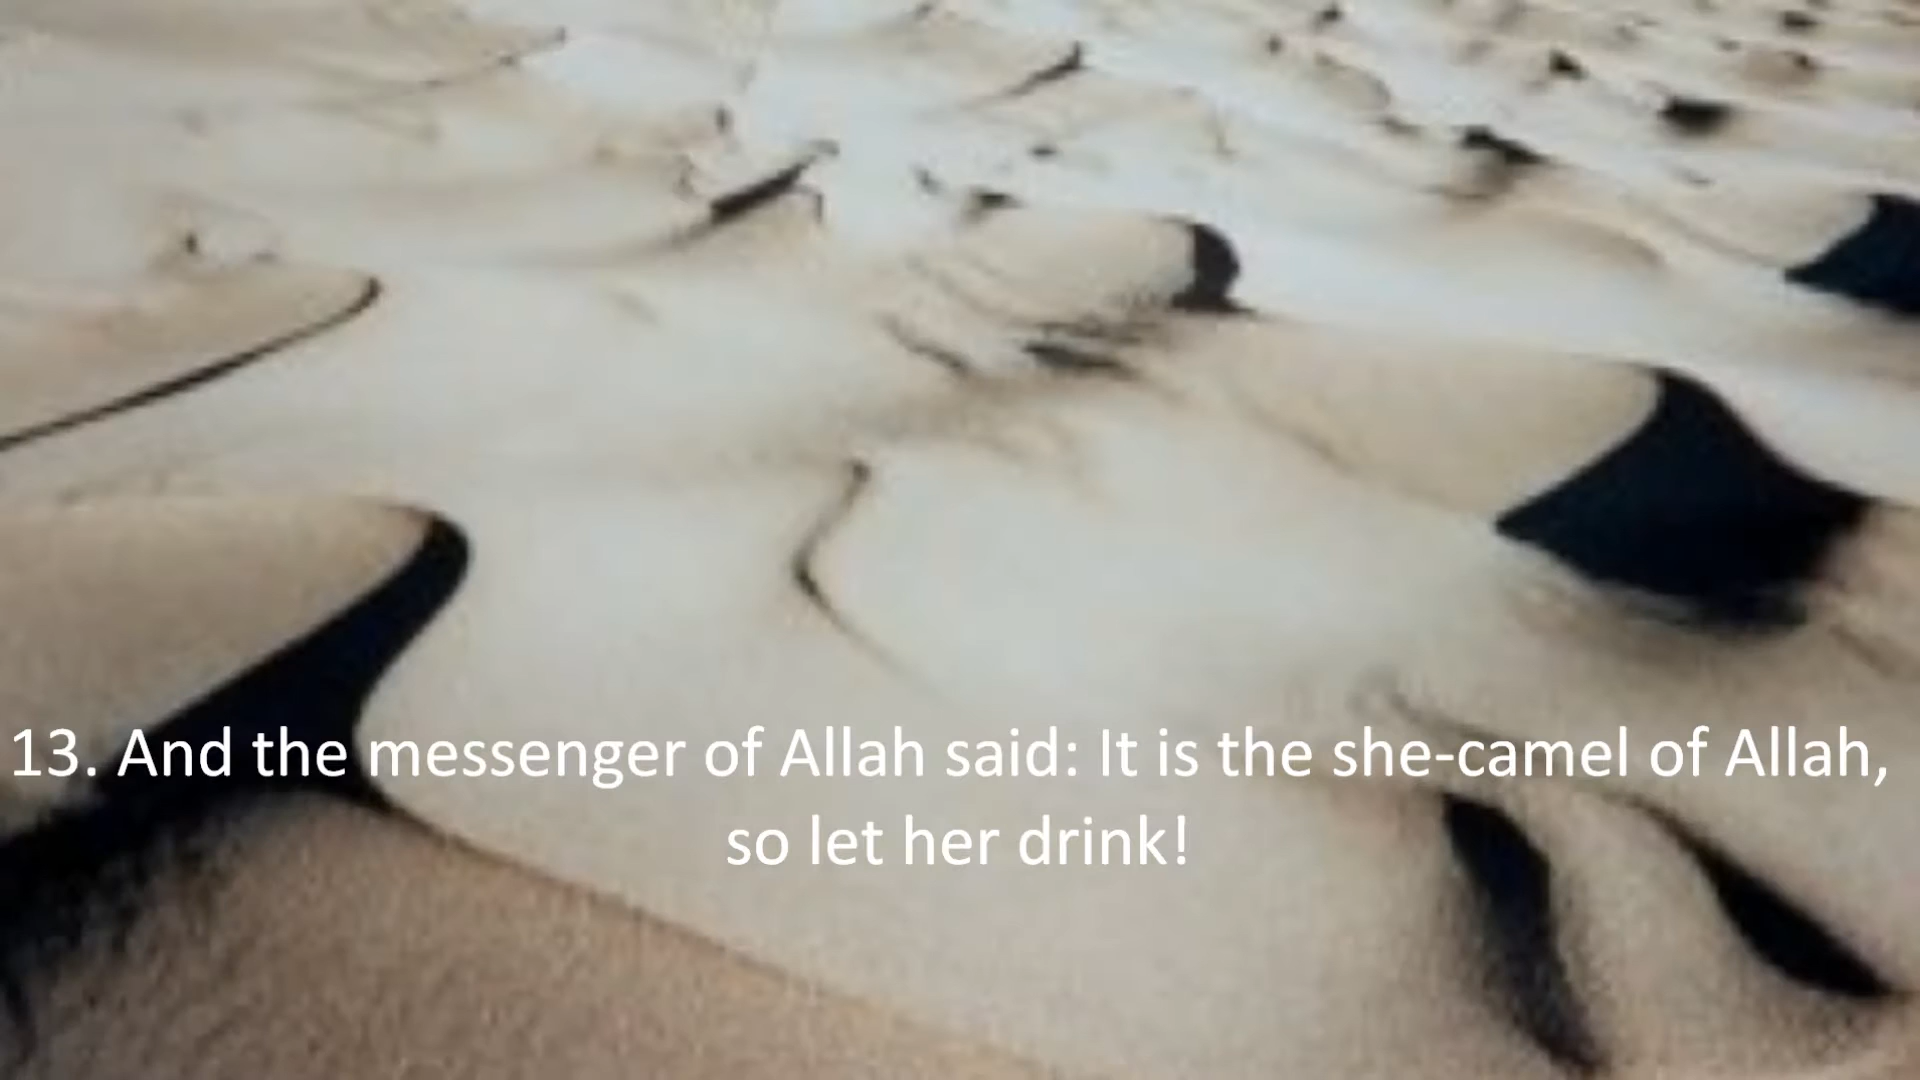 13. And the messenger of Allah said: It is the she-camel of Allah,
so let her drink!